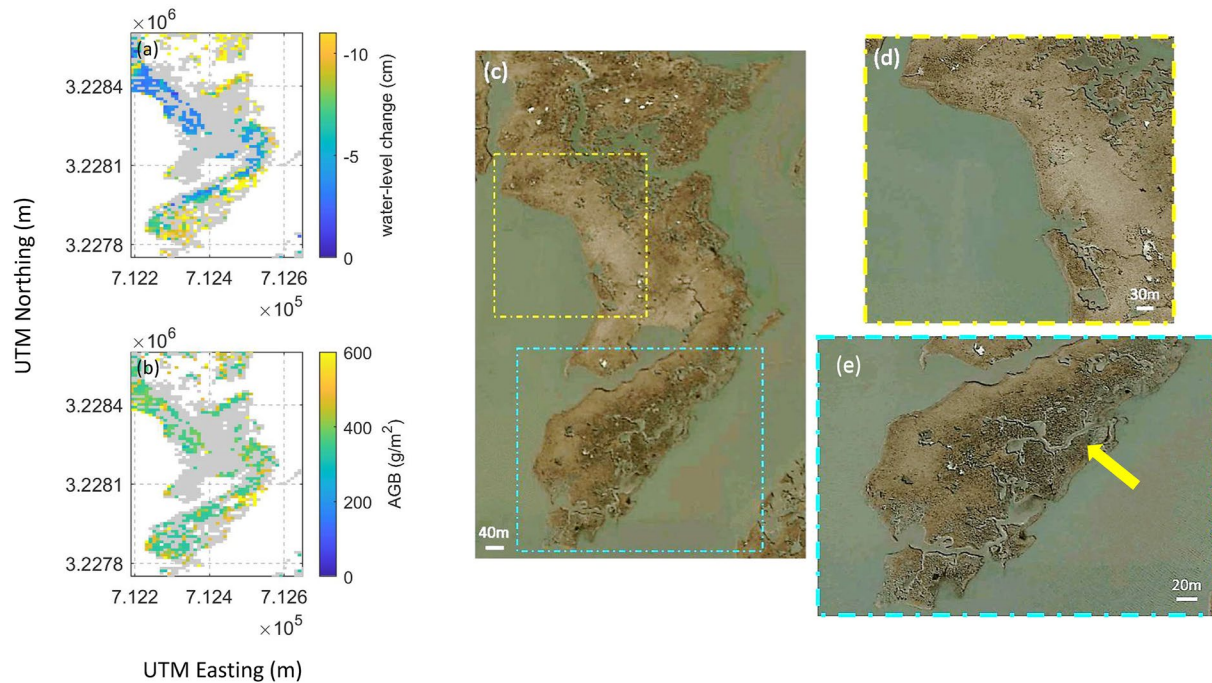 × 10⁶
(a)
3.2284
3.2281
3.2278
7.122 7.124 7.126
× 10⁵
-10
-5
0
water-level change (cm)
× 10⁶
(b)
3.2284
3.2281
3.2278
7.122 7.124 7.126
× 10⁵
600
400
200
0
AGB (g/m²)
UTM Northing (m)
UTM Easting (m)
(c)
40m
(d)
30m
(e)
20m